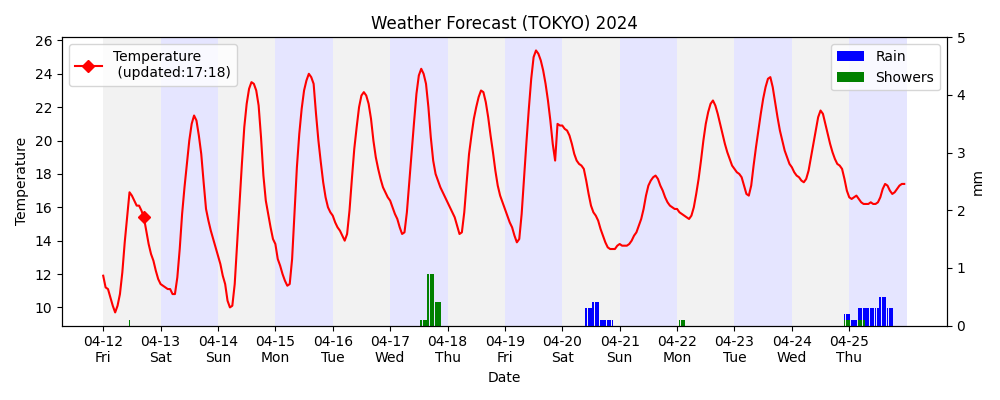 Weather Forecast (TOKYO) 2024
Temperature
(updated:17:18)
Rain
Showers
Temperature
26
24
22
20
18
16
14
12
10
5
4
3
2
1
0
mm
04-12 04-13 04-14 04-15 04-16 04-17 04-18 04-19 04-20 04-21 04-22 04-23 04-24 04-25
Fri Sat Sun Mon Tue Wed Thu Fri Sat Sun Mon Tue Wed Thu
Date